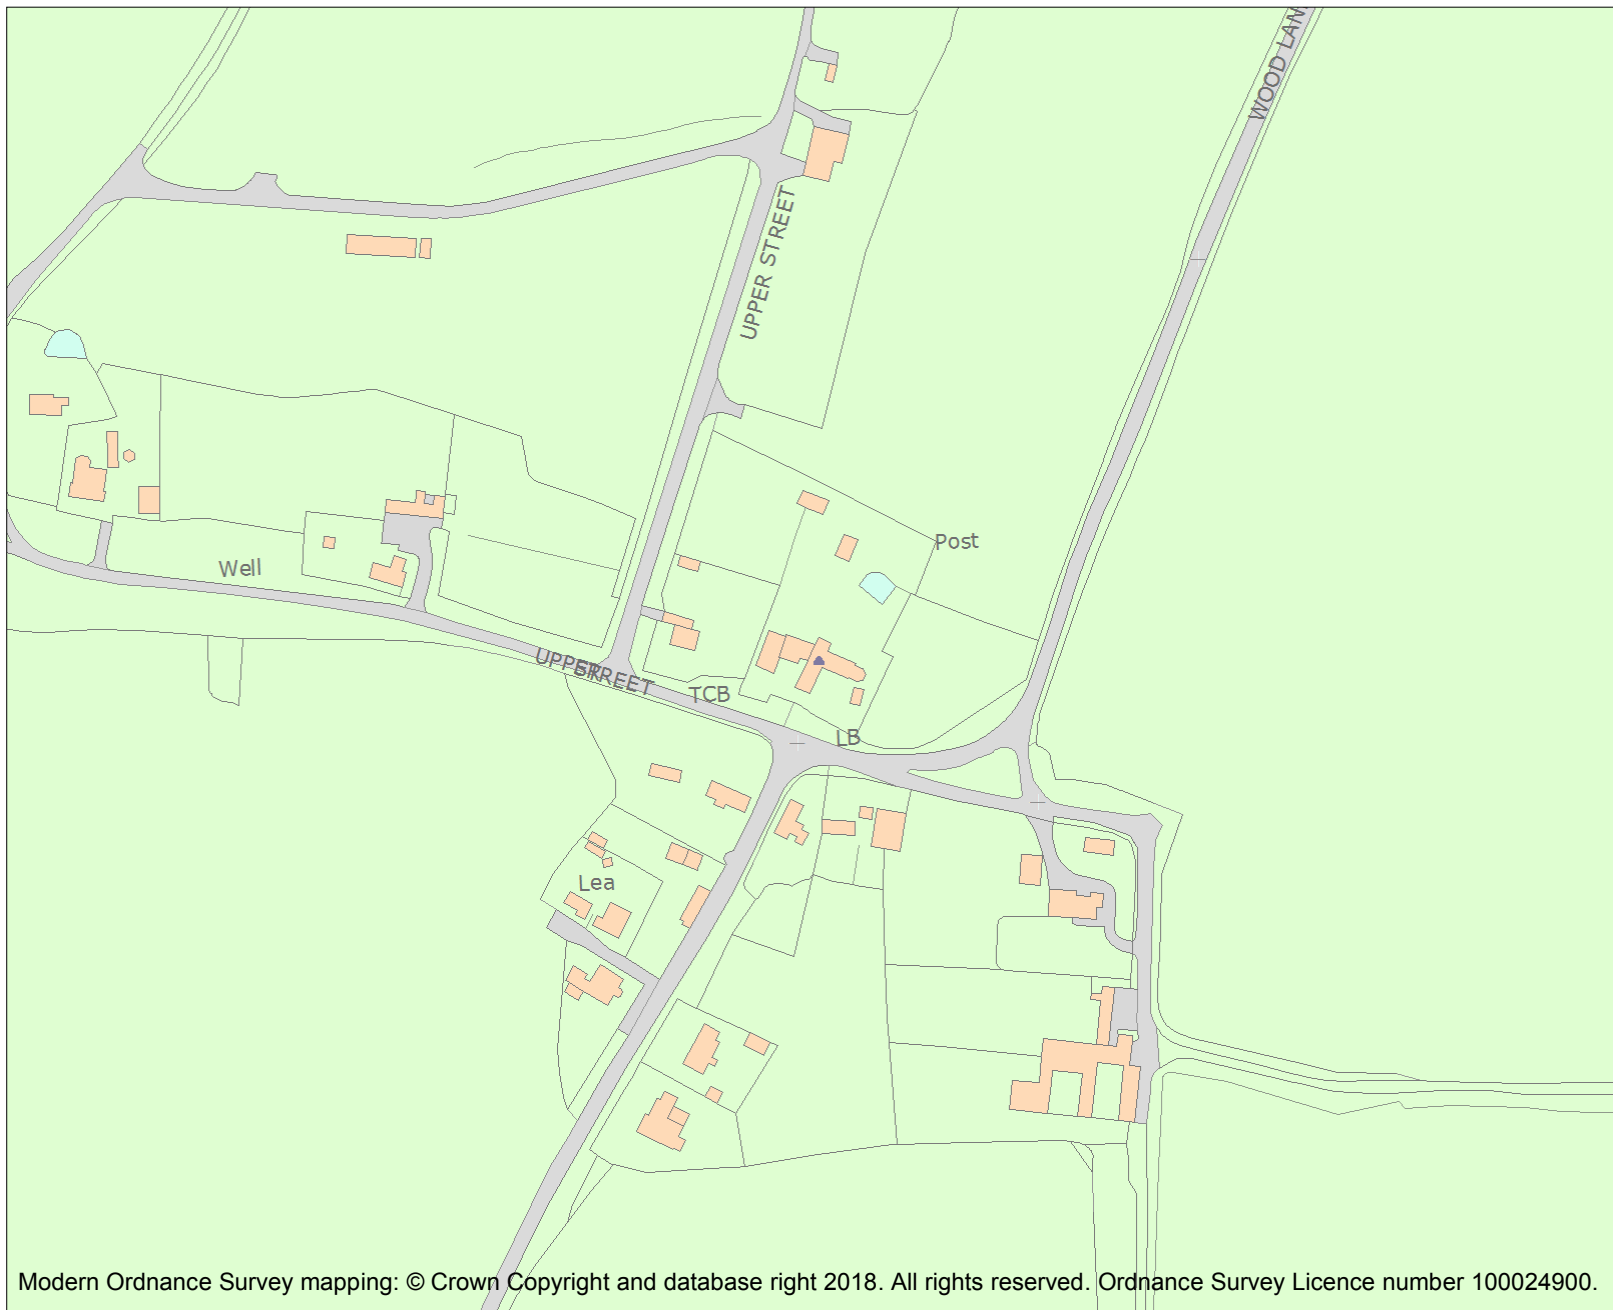 WOOD LAN
UPPER STREET
Post
Well
UPPER STREET
TCB
LB
Lea
Modern Ordnance Survey mapping: © Crown Copyright and database right 2018. All rights reserved. Ordnance Survey Licence number 100024900.